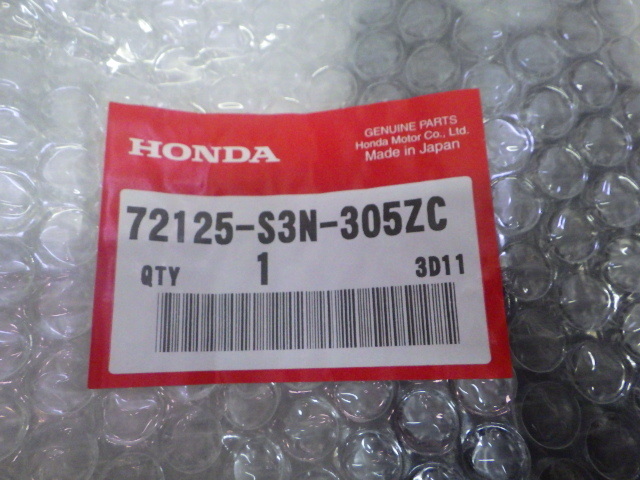 HONDA
GENUINE PARTS
Honda Motor Co., Ltd.
Made in Japan
72125-S3N-305ZC
QTY 1 3D11